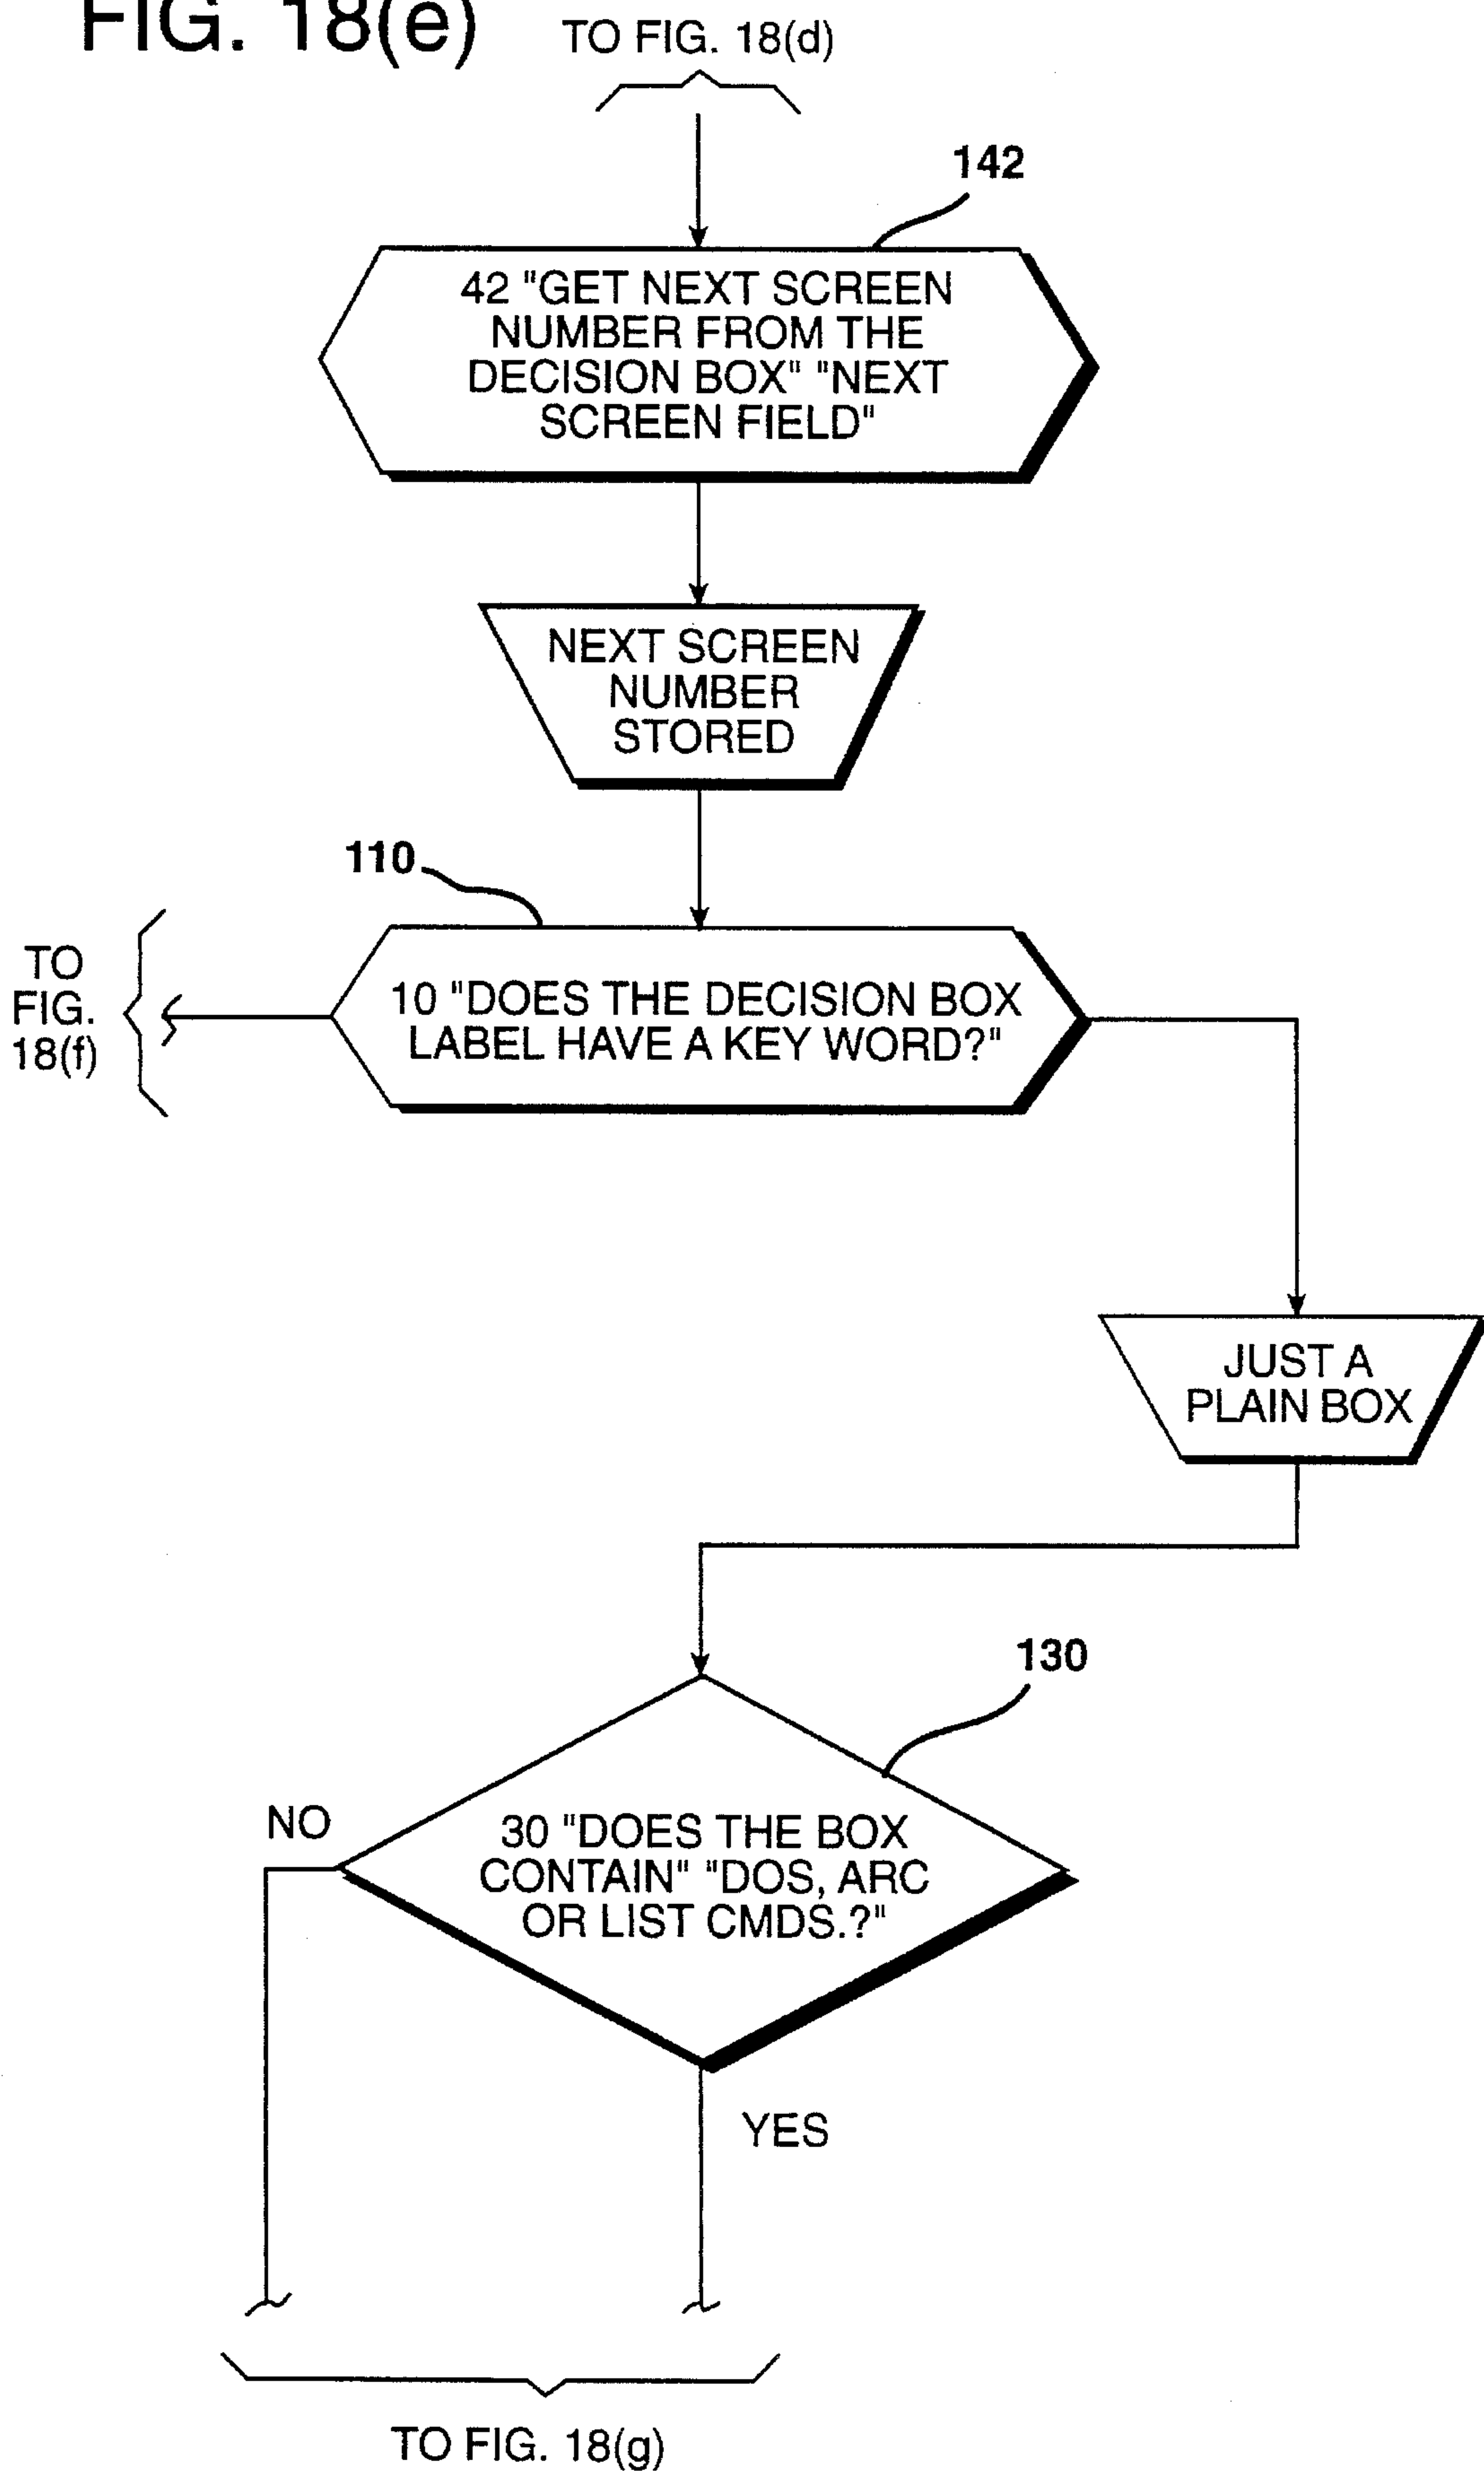 FIG. 18(e)
TO FIG. 18(d)
142
42 "GET NEXT SCREEN
NUMBER FROM THE
DECISION BOX" "NEXT
SCREEN FIELD"
NEXT SCREEN
NUMBER
STORED
110
TO
FIG.
18(f)
10 "DOES THE DECISION BOX
LABEL HAVE A KEY WORD?"
JUST A
PLAIN BOX
130
NO
30 "DOES THE BOX
CONTAIN" "DOS, ARC
OR LIST CMDS.?"
YES
TO FIG. 18(g)